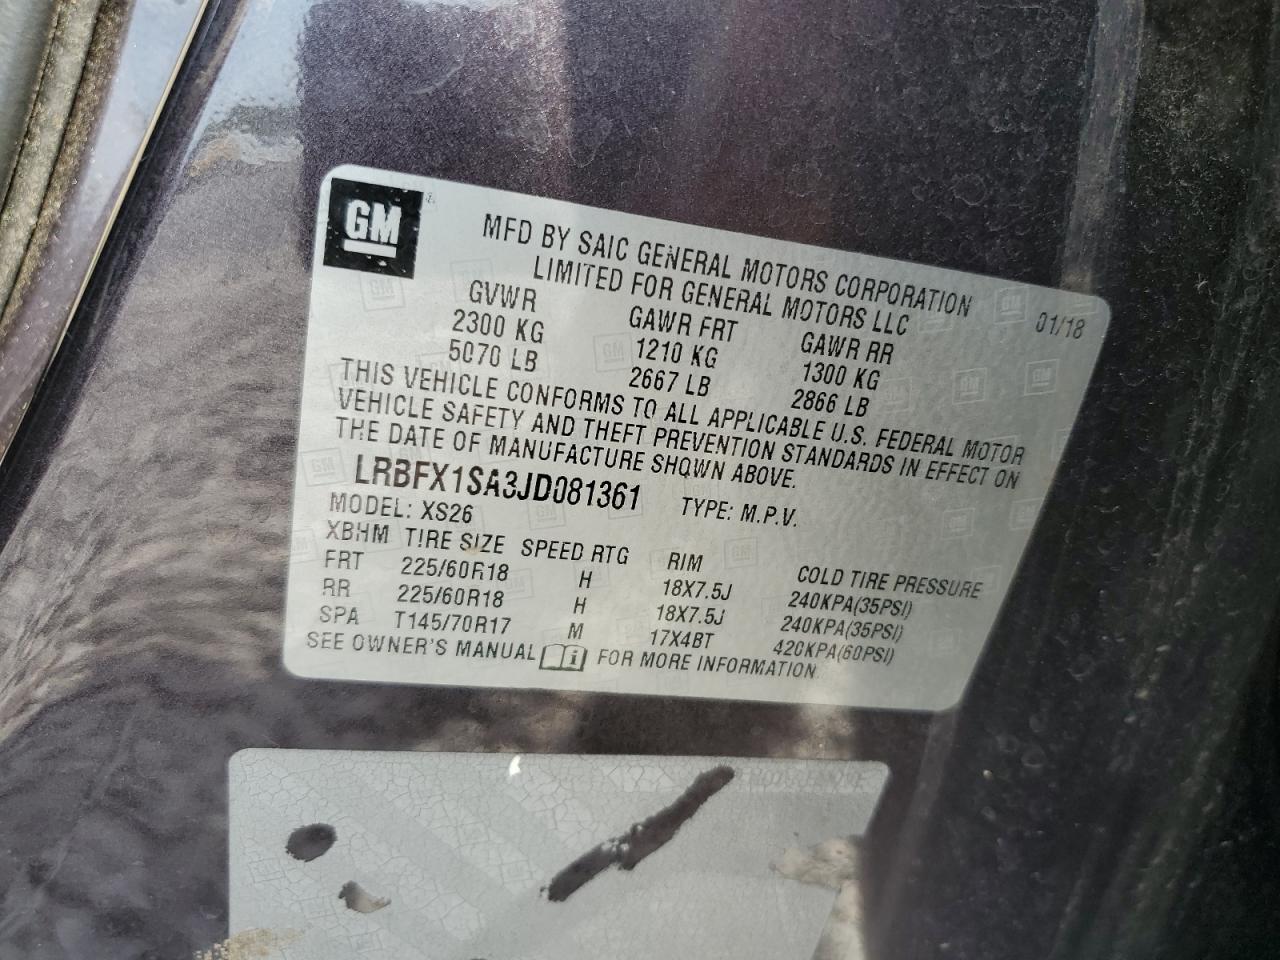 GM
MFD BY SAIC GENERAL MOTORS CORPORATION
LIMITED FOR GENERAL MOTORS LLC
01/18
GVWR GAWR FRT GAWR RR
2300 KG 1210 KG 1300 KG
5070 LB 2667 LB 2866 LB
THIS VEHICLE CONFORMS TO ALL APPLICABLE U.S. FEDERAL MOTOR
VEHICLE SAFETY AND THEFT PREVENTION STANDARDS IN EFFECT ON
THE DATE OF MANUFACTURE SHOWN ABOVE.
LRBFX1SA3JD081361 TYPE: M.P.V.
MODEL: XS26
XBHM TIRE SIZE SPEED RTG RIM COLD TIRE PRESSURE
FRT 225/60R18 H 18X7.5J 240KPA(35PSI)
RR 225/60R18 H 18X7.5J 240KPA(35PSI)
SPA T145/70R17 M 17X4BT 420KPA(60PSI)
SEE OWNER'S MANUAL FOR MORE INFORMATION